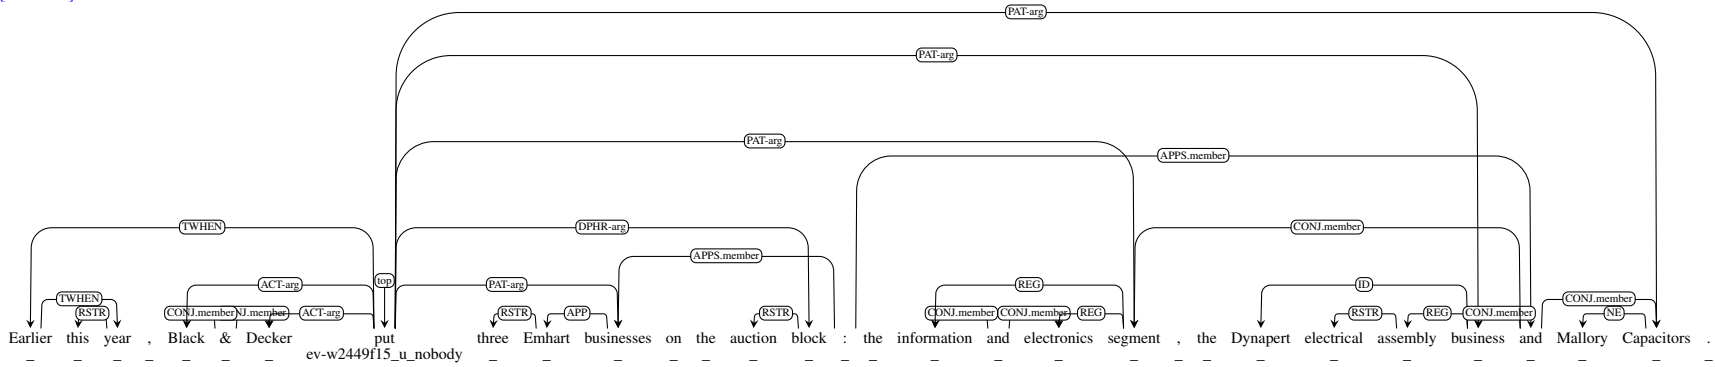 PAT-arg
PAT-arg
PAT-arg
APPS.member
TWHEN DPHR-arg CONJ.member
APPS.member
top
ACT-arg PAT-arg REG ID
TWHEN CONJ.member
RSTR CONJ.member ACT-arg RSTR APP RSTR CONJ.member CONJ.member REG RSTR REG CONJ.member NE
Earlier this year , Black & Decker put three Emhart businesses on the auction block : the information and electronics segment , the Dynapert electrical assembly business and Mallory Capacitors .
_ _ _ _ _ _ _ ev-w2449f15_u_nobody _ _ _ _ _ _ _ _ _ _ _ _ _ _ _ _ _ _ _ _ _ _ _